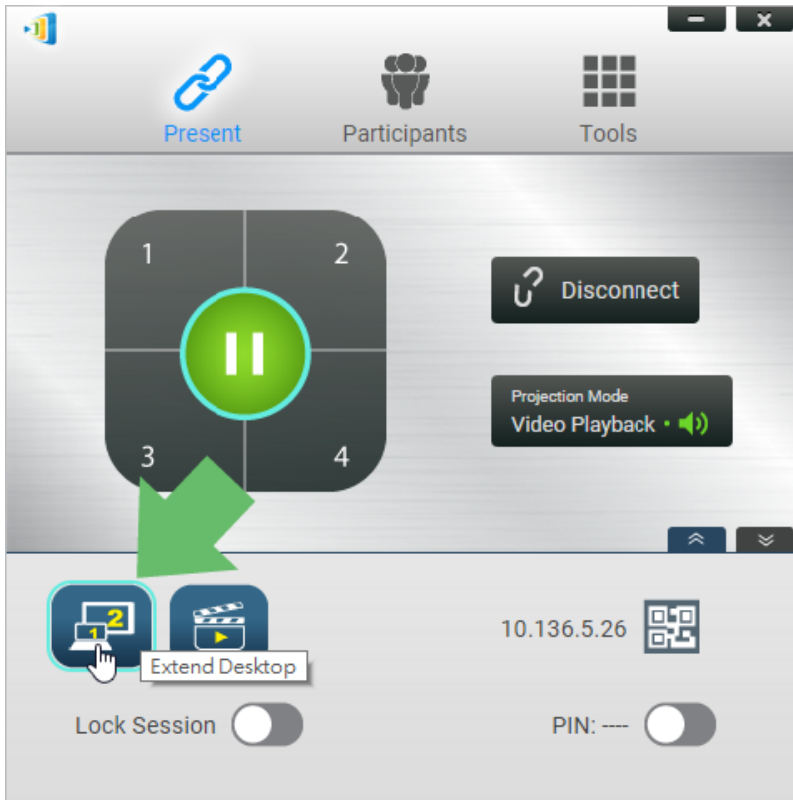 Present Participants Tools
1 2
Disconnect
Projection Mode
Video Playback
3 4
2
1
10.136.5.26
Extend Desktop
Lock Session PIN: ----